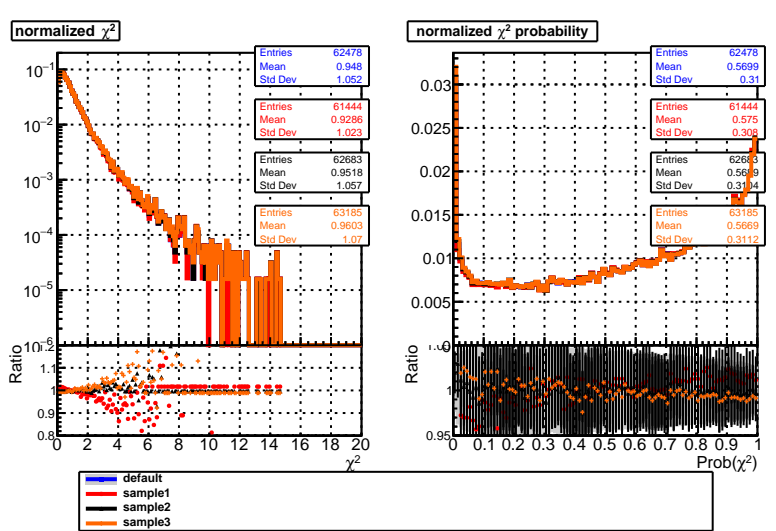 normalized χ²
Entries 62478
Mean 0.948
Std Dev 1.052
Entries 61444
Mean 0.9286
Std Dev 1.023
Entries 62683
Mean 0.9518
Std Dev 1.057
Entries 63185
Mean 0.9603
Std Dev 1.07
10⁻¹
10⁻²
10⁻³
10⁻⁴
10⁻⁵
Ratio
1.1
1
0.9
0.8
0 2 4 6 8 10 12 14 16 18 20
χ²
normalized χ² probability
Entries 62478
Mean 0.5699
Std Dev 0.31
Entries 61444
Mean 0.575
Std Dev 0.308
Entries 62683
Mean
Std Dev 0.3104
Entries 63185
Mean 0.5669
Std Dev 0.3112
0.03
0.025
0.02
0.015
0.01
0.005
Ratio
1
0.95
0 0.1 0.2 0.3 0.4 0.5 0.6 0.7 0.8 0.9 1
Prob(χ²)
default
sample1
sample2
sample3